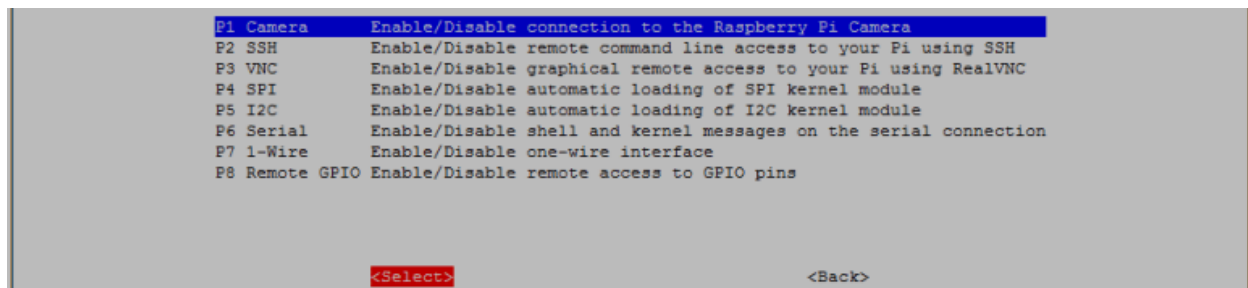 P1 Camera Enable/Disable connection to the Raspberry Pi Camera
P2 SSH Enable/Disable remote command line access to your Pi using SSH
P3 VNC Enable/Disable graphical remote access to your Pi using RealVNC
P4 SPI Enable/Disable automatic loading of SPI kernel module
P5 I2C Enable/Disable automatic loading of I2C kernel module
P6 Serial Enable/Disable shell and kernel messages on the serial connection
P7 1-Wire Enable/Disable one-wire interface
P8 Remote GPIO Enable/Disable remote access to GPIO pins
<Select> <Back>